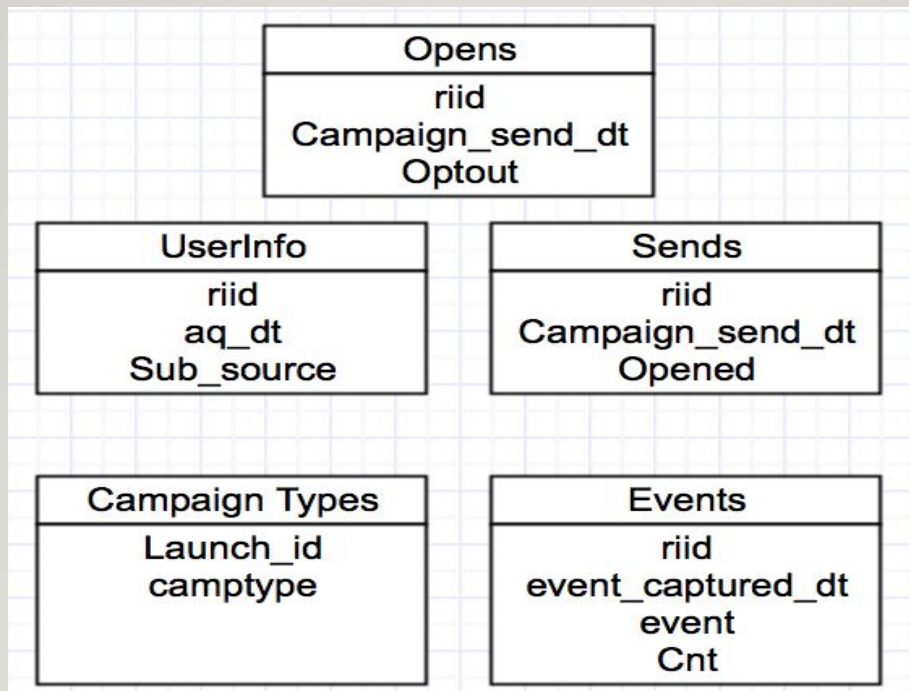 Opens
riid
Campaign_send_dt
Optout
UserInfo
riid
aq_dt
Sub_source
Sends
riid
Campaign_send_dt
Opened
Campaign Types
Launch_id
camptype
Events
riid
event_captured_dt
event
Cnt